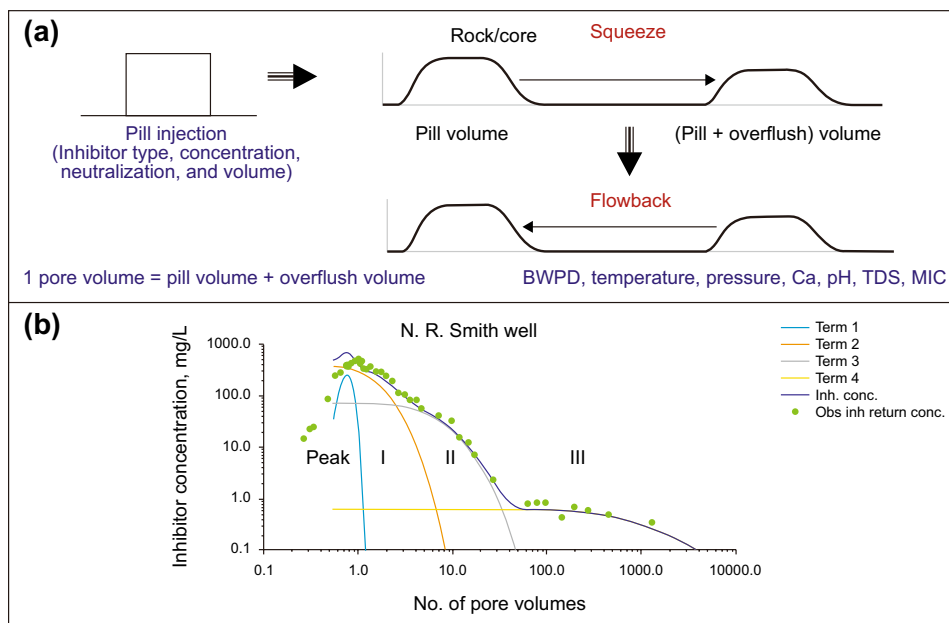 (a)
Rock/core
Squeeze
Pill injection
(Inhibitor type, concentration,
neutralization, and volume)
Pill volume
(Pill + overflush) volume
Flowback
1 pore volume = pill volume + overflush volume
BWPD, temperature, pressure, Ca, pH, TDS, MIC
(b)
N. R. Smith well
Inhibitor concentration, mg/L
1000.0
100.0
10.0
1.0
0.1
Peak
I
II
III
Term 1
Term 2
Term 3
Term 4
Inh. conc.
Obs inh return conc.
0.1
1.0
10.0
100.0
1000.0
10000.0
No. of pore volumes